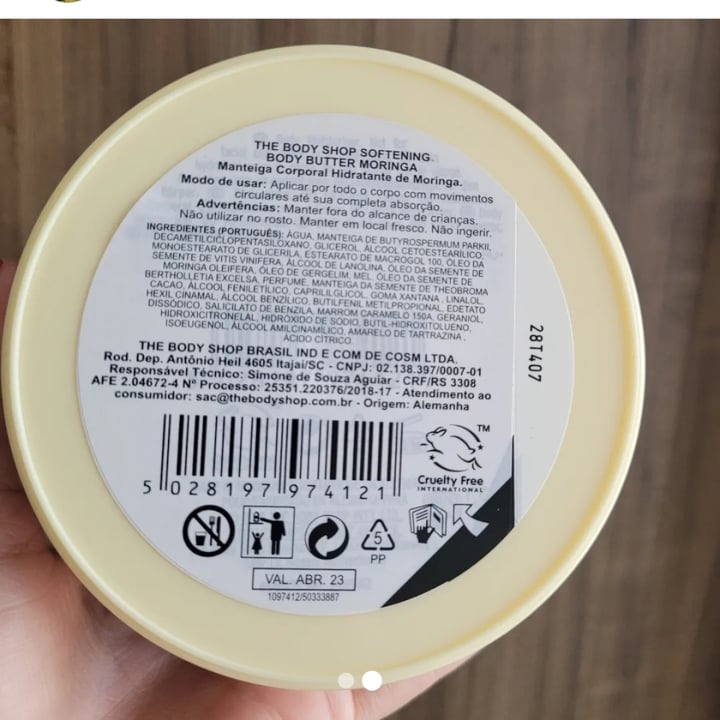 THE BODY SHOP SOFTENING
BODY BUTTER MORINGA
Manteiga Corporal Hidratante de Moringa.
Modo de usar: Aplicar por todo o corpo com movimentos
circulares até sua completa absorção.
Advertências: Manter fora do alcance de crianças.
Não utilizar no rosto. Manter em local fresco. Não ingerir.
INGREDIENTES (PORTUGUÊS): ÁGUA, MANTEIGA DE BUTYROSPERMUM PARKII,
DECAMETILCICLOPENTASILOXANO, GLICEROL, ÁLCOOL CETOESTEARÍLICO,
MONOESTEARATO DE GLICERILA, ESTEARATO DE MACROGOL 100, ÓLEO DA
SEMENTE DE VITIS VINIFERA, ÁLCOOL DE LANOLINA, ÓLEO DA SEMENTE DE
MORINGA OLEIFERA, ÓLEO DE GERGELIM, MEL, ÓLEO DA SEMENTE DE
BERTHOLLETIA EXCELSA, PERFUME, MANTEIGA DA SEMENTE DE THEOBROMA
CACAO, ÁLCOOL FENILETÍLICO, CAPRILILGLICOL, GOMA XANTANA, LINALOL,
HEXIL CINAMAL, ÁLCOOL BENZÍLICO, BUTILFENIL METILPROPIONAL, EDETATO
DISSÓDICO, SALICILATO DE BENZILA, MARROM CARAMELO 150A, GERANIOL,
HIDROXICITRONELAL, HIDRÓXIDO DE SÓDIO, BUTIL-HIDROXITOLUENO,
ISOEUGENOL, ÁLCOOL AMILCINAMÍLICO, AMARELO DE TARTRAZINA,
ÁCIDO CÍTRICO.
THE BODY SHOP BRASIL IND E COM DE COSM LTDA.
Rod. Dep. Antônio Heil 4605 Itajaí/SC - CNPJ: 02.138.397/0007-01
Responsável Técnico: Simone de Souza Aguiar - CRF/RS 3308
AFE 2.04672-4 Nº Processo: 25351.220376/2018-17 - Atendimento ao
consumidor: sac@thebodyshop.com.br - Origem: Alemanha
5 028197 974121
TM
Cruelty Free
INTERNATIONAL
5
PP
VAL. ABR. 23
1097412/50333887
28T407